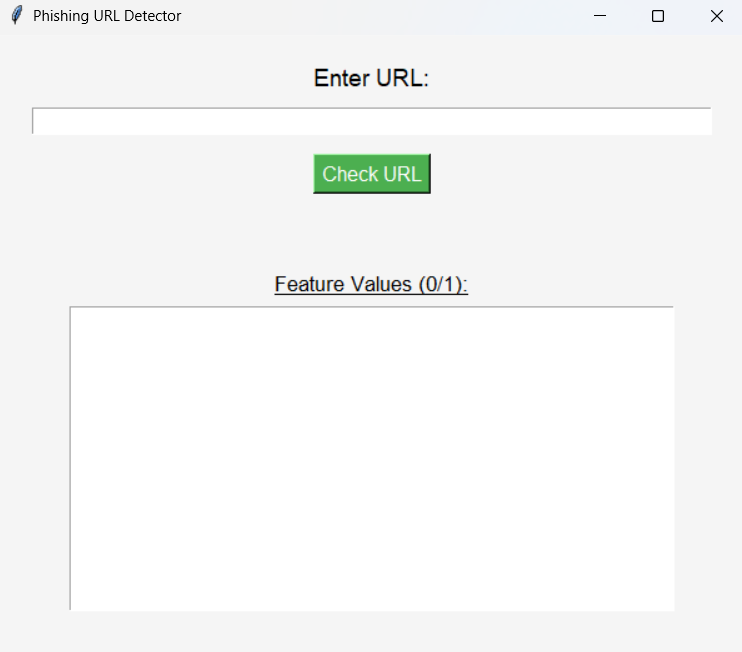 Phishing URL Detector
Enter URL:
Check URL
Feature Values (0/1):